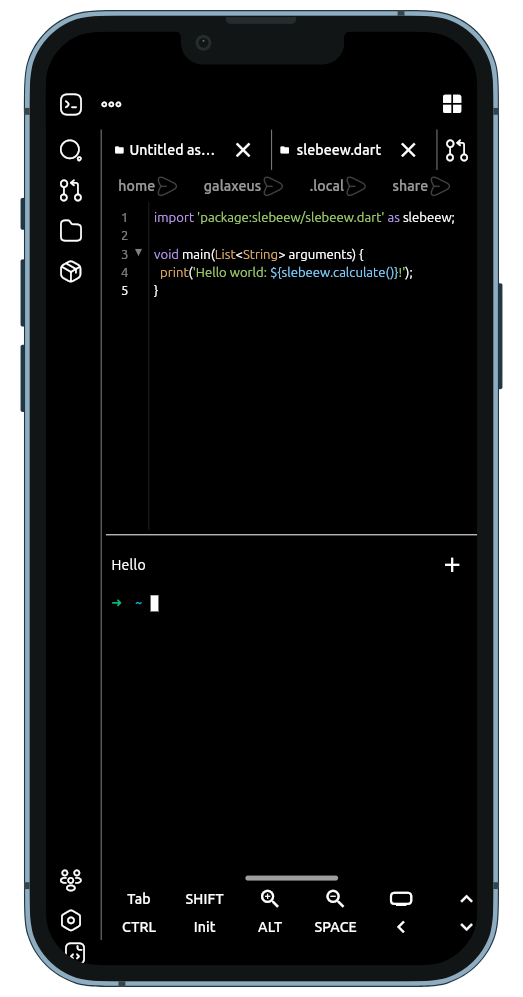 Untitled as...
slebeew.dart
home galaxeus .local share
1 import 'package:slebeew/slebeew.dart' as slebeew;
2
3 void main(List<String> arguments) {
4 print('Hello world: ${slebeew.calculate()}!');
5 }
Hello
➜ ~
Tab SHIFT
CTRL Init ALT SPACE